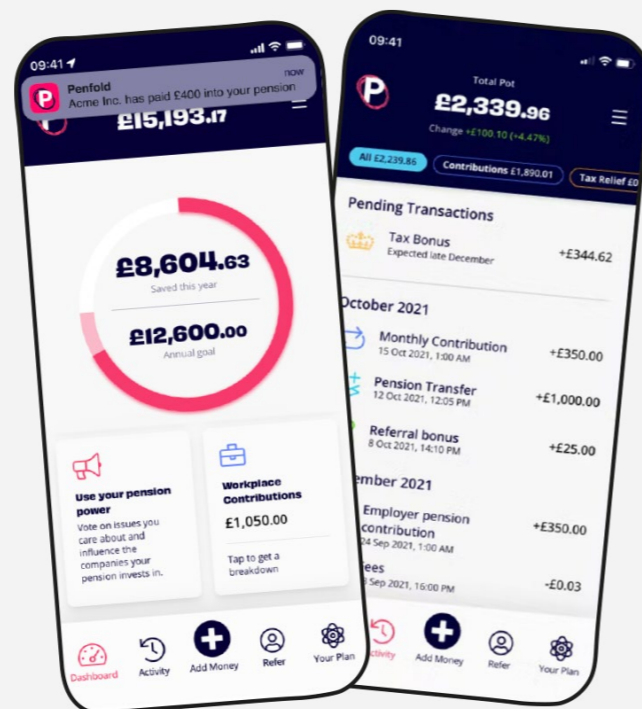 09:41
Penfold
now
Acme Inc. has paid £400 into your pension
£15,193.17
£8,604.63
Saved this year
£12,600.00
Annual goal
Use your pension
power
Vote on issues you
care about and
influence the
companies your
pension invests in.
Workplace
Contributions
£1,050.00
Tap to get a
breakdown
Dashboard
Activity
Add Money
Refer
Your Plan
09:41
Total Pot
£2,339.96
Change +£100.10 (+4.47%)
All £2,239.86
Contributions £1,890.01
Tax Relief £0
Pending Transactions
Tax Bonus
+£344.62
Expected late December
October 2021
Monthly Contribution
+£350.00
15 Oct 2021, 1:00 AM
Pension Transfer
+£1,000.00
12 Oct 2021, 12:05 PM
Referral bonus
+£25.00
8 Oct 2021, 14:10 PM
ember 2021
Employer pension
contribution
+£350.00
24 Sep 2021, 1:00 AM
ees
-£0.03
Sep 2021, 16:00 PM
ctivity
Add Money
Refer
Your Plan